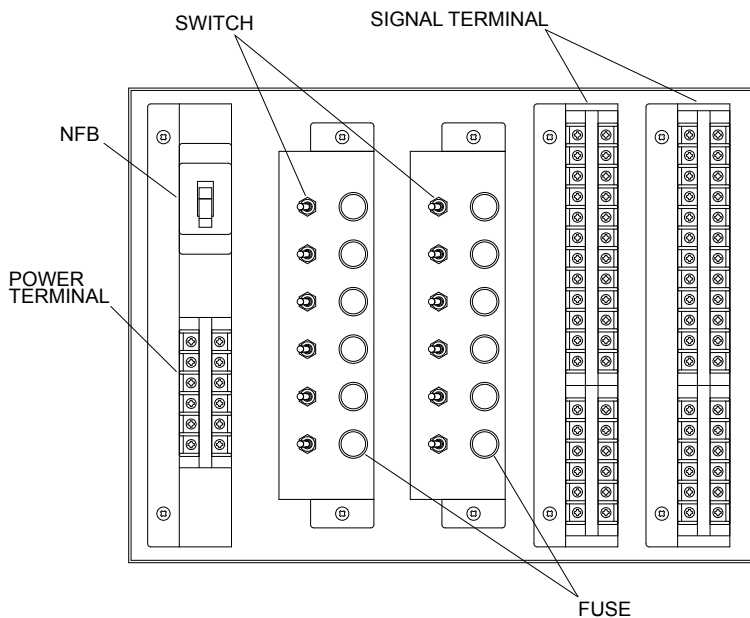 SWITCH
SIGNAL TERMINAL
NFB
POWER
TERMINAL
FUSE